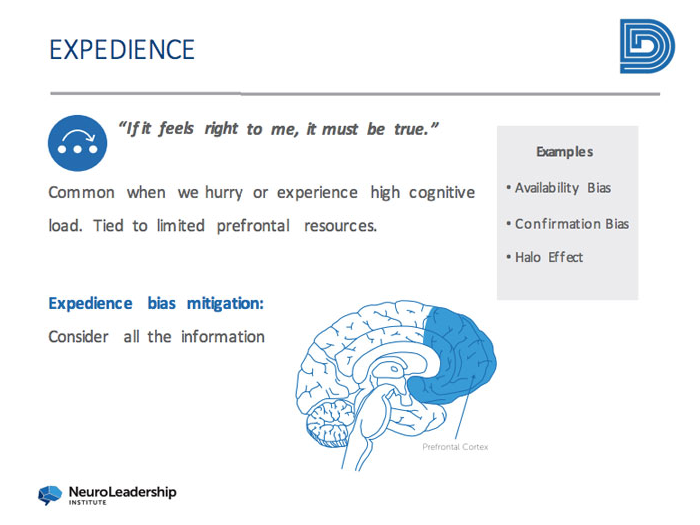 EXPEDIENCE
“If it feels right to me, it must be true.”
Common when we hurry or experience high cognitive
load. Tied to limited prefrontal resources.
Examples
• Availability Bias
• Confirmation Bias
• Halo Effect
Expedience bias mitigation:
Consider all the information
Prefrontal Cortex
NeuroLeadership
INSTITUTE